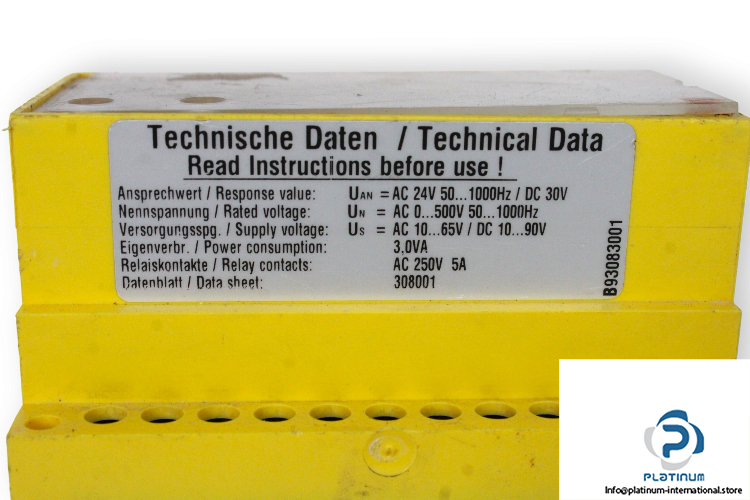 Technische Daten / Technical Data
Read Instructions before use !
Ansprechwert / Response value: UAN = AC 24V 50...1000Hz / DC 30V
Nennspannung / Rated voltage: UN = AC 0...500V 50...1000Hz
Versorgungsspg. / Supply voltage: US = AC 10...65V / DC 10...90V
Eigenverbr. / Power consumption: 3,0VA
Relaiskontakte / Relay contacts: AC 250V 5A
Datenblatt / Data sheet: 308001
B93083001
PLATINUM
Info@platinum-international.store